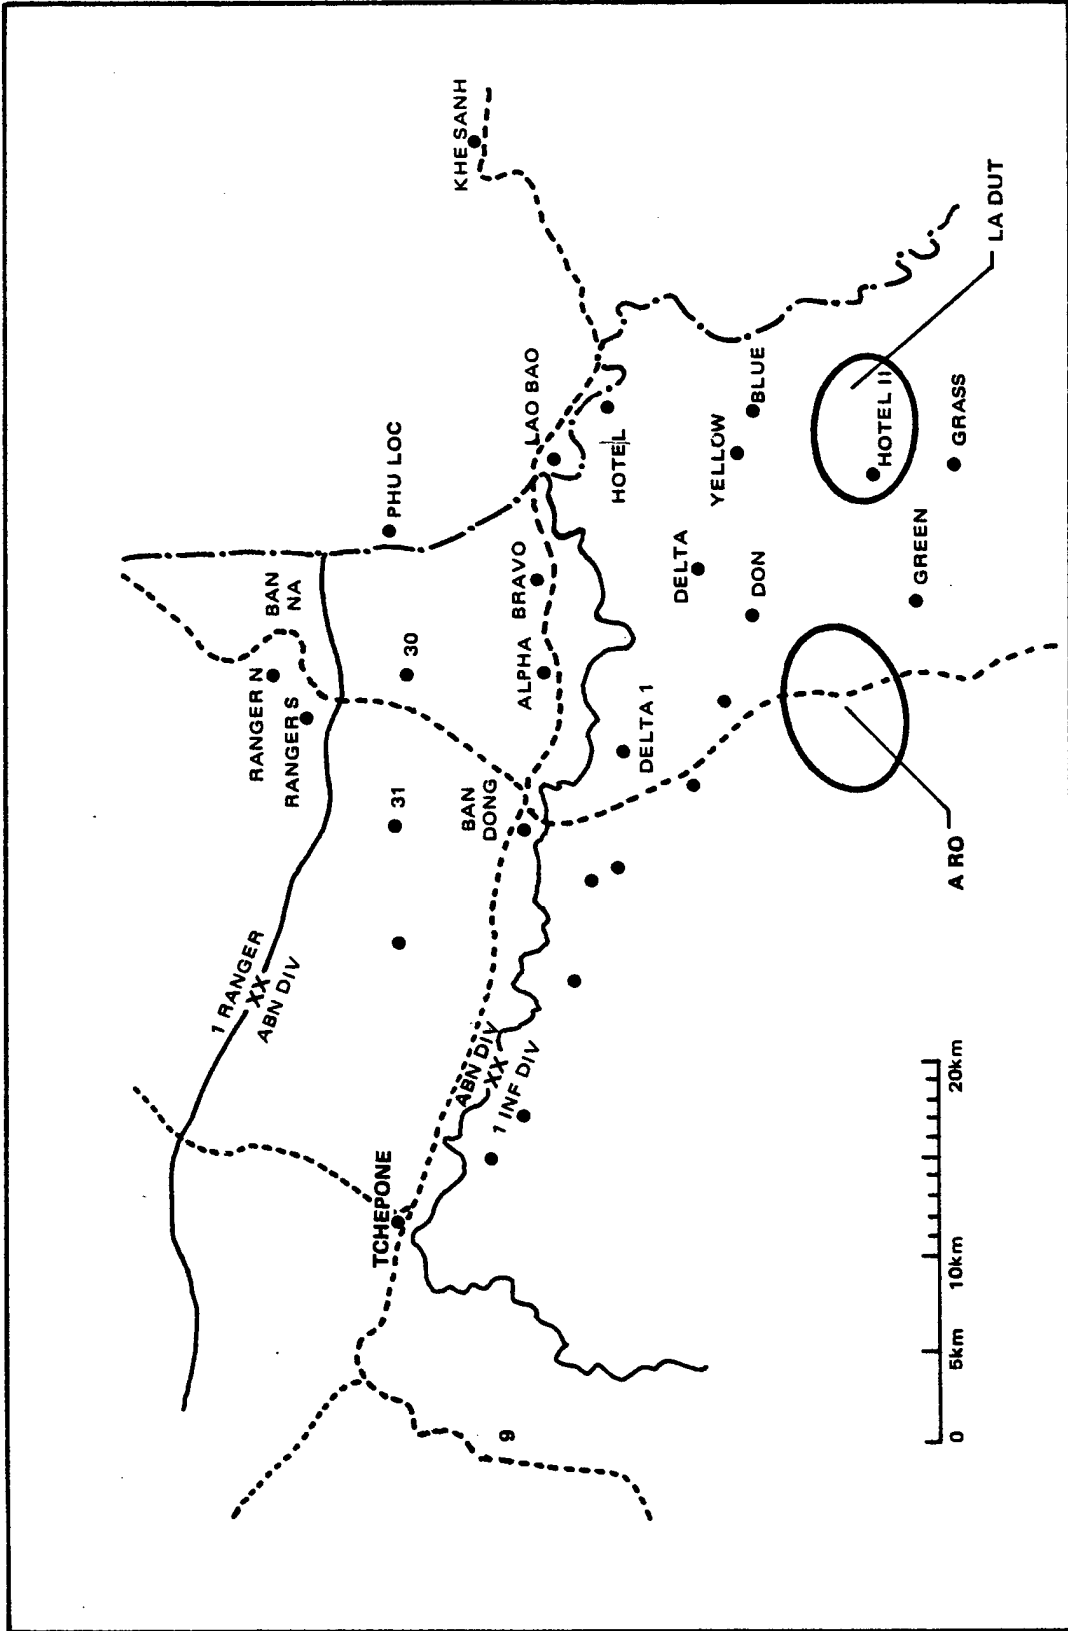 KHE SANH
PHU LOC
LAO BAO
HOTEL
BLUE
YELLOW
LA DUT
HOTEL II
GRASS
GREEN
DELTA
DON
BRAVO
ALPHA
BAN
NA
30
RANGER N
RANGER S
31
BAN
DONG
DELTA 1
A RO
1 RANGER
XX
ABN DIV
ABN DIV
XX
1 INF DIV
TCHEPONE
9
0
5km
10km
20km